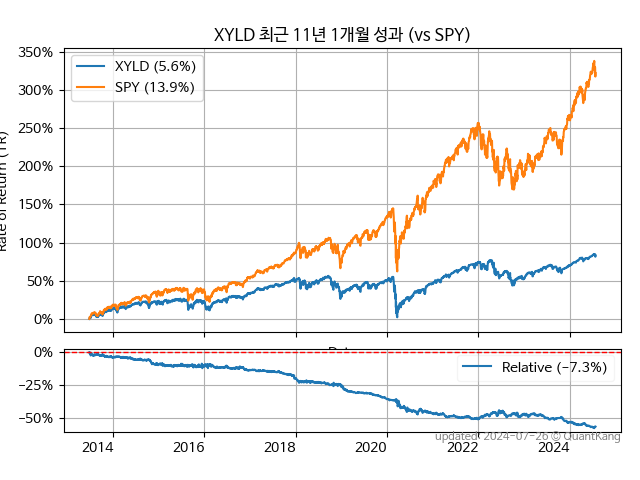 XYLD 최근 11년 1개월 성과 (vs SPY)
350%
300%
250%
200%
150%
100%
50%
0%
Rate of Return (TR)
XYLD (5.6%)
SPY (13.9%)
0%
−25%
−50%
Relative (−7.3%)
updated: 2024-07-26 © QuantKang
2014
2016
2018
2020
2022
2024